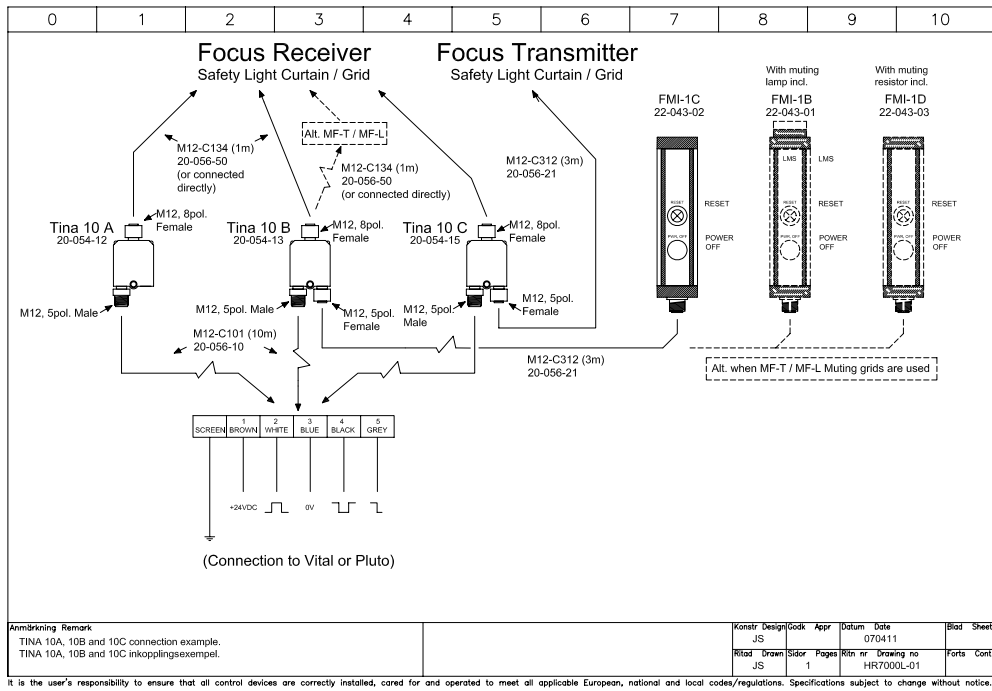 0 1 2 3 4 5 6 7 8 9 10
Focus Receiver
Safety Light Curtain / Grid
Focus Transmitter
Safety Light Curtain / Grid
With muting
lamp incl.
With muting
resistor incl.
FMI-1C
22-043-02
FMI-1B
22-043-01
FMI-1D
22-043-03
Alt. MF-T / MF-L
M12-C134 (1m)
20-056-50
(or connected
directly)
M12-C134 (1m)
20-056-50
(or connected directly)
M12-C312 (3m)
20-056-21
LMS
LMS
RESET
RESET
RESET
RESET
RESET
RESET
PWR. OFF
POWER
OFF
PWR. OFF
POWER
OFF
PWR. OFF
POWER
OFF
Tina 10 A
20-054-12
M12, 8pol.
Female
Tina 10 B
20-054-13
M12, 8pol.
Female
Tina 10 C
20-054-15
M12, 8pol.
Female
M12, 5pol. Male
M12, 5pol. Male
M12, 5pol.
Female
M12, 5pol.
Male
M12, 5pol.
Female
M12-C101 (10m)
20-056-10
M12-C312 (3m)
20-056-21
Alt. when MF-T / MF-L Muting grids are used
SCREEN
1
BROWN
2
WHITE
3
BLUE
4
BLACK
5
GREY
+24VDC
0V
(Connection to Vital or Pluto)
Anmärkning Remark
TINA 10A, 10B and 10C connection example.
TINA 10A, 10B and 10C inkopplingsexempel.
Konstr Design
JS
Godk Appr
Datum Date
070411
Blad Sheet
Ritad Drawn
JS
Sidor Pages
1
Ritn nr Drawing no
HR7000L-01
Forts Cont
It is the user's responsibility to ensure that all control devices are correctly installed, cared for and operated to meet all applicable European, national and local codes/regulations. Specifications subject to change without notice.